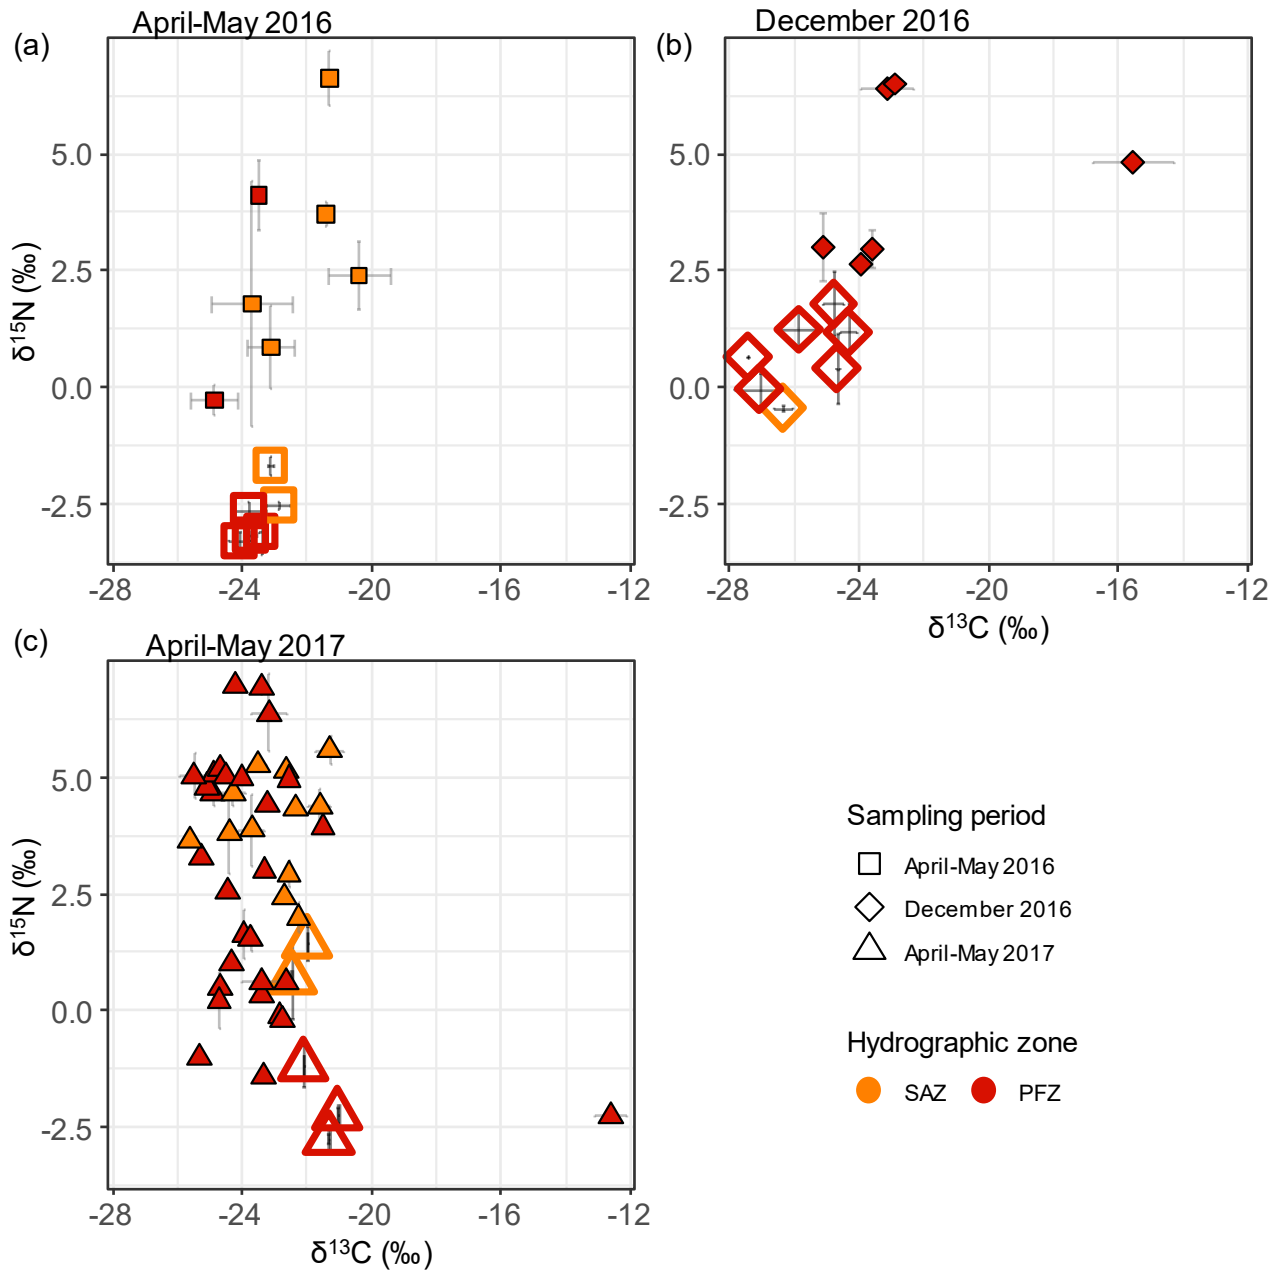 April-May 2016
December 2016
(a)
(b)
5.0
2.5
0.0
-2.5
δ15N (‰)
-28
-24
-20
-16
-12
5.0
2.5
0.0
-2.5
-28
-24
-20
-16
-12
δ13C (‰)
(c)
April-May 2017
5.0
2.5
0.0
-2.5
δ15N (‰)
-28
-24
-20
-16
-12
δ13C (‰)
Sampling period
April-May 2016
December 2016
April-May 2017
Hydrographic zone
SAZ
PFZ